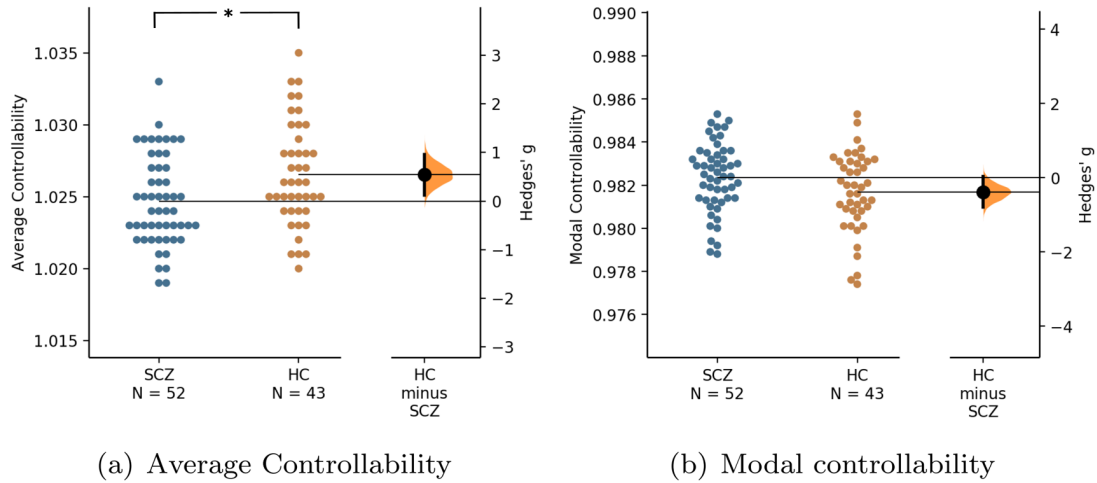 *
1.035
1.030
1.025
1.020
1.015
Average Controllability
3
2
1
0
−1
−2
−3
Hedges' g
SCZ
N = 52
HC
N = 43
HC
minus
SCZ
(a) Average Controllability
0.990
0.988
0.986
0.984
0.982
0.980
0.978
0.976
Modal Controllability
4
2
0
−2
−4
Hedges' g
SCZ
N = 52
HC
N = 43
HC
minus
SCZ
(b) Modal controllability